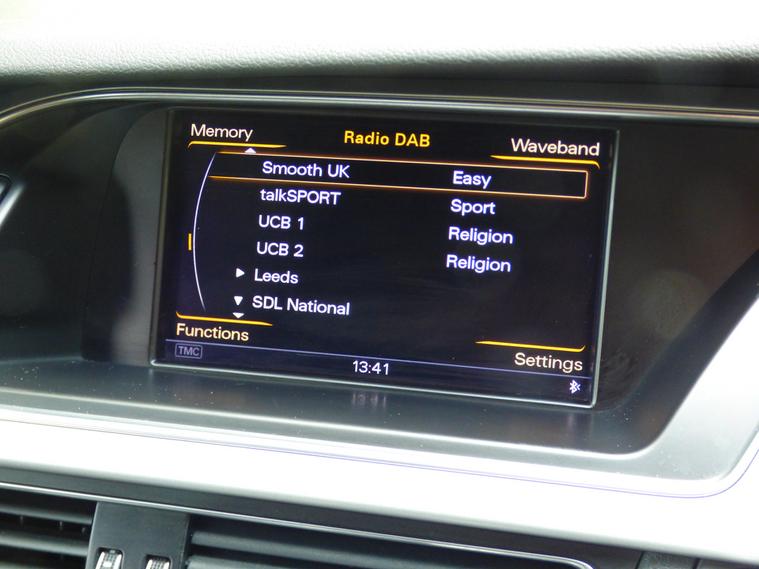 Memory
Radio DAB
Waveband
Smooth UK Easy
talkSPORT Sport
UCB 1 Religion
UCB 2 Religion
Leeds
SDL National
Functions
Settings
TMC
13:41